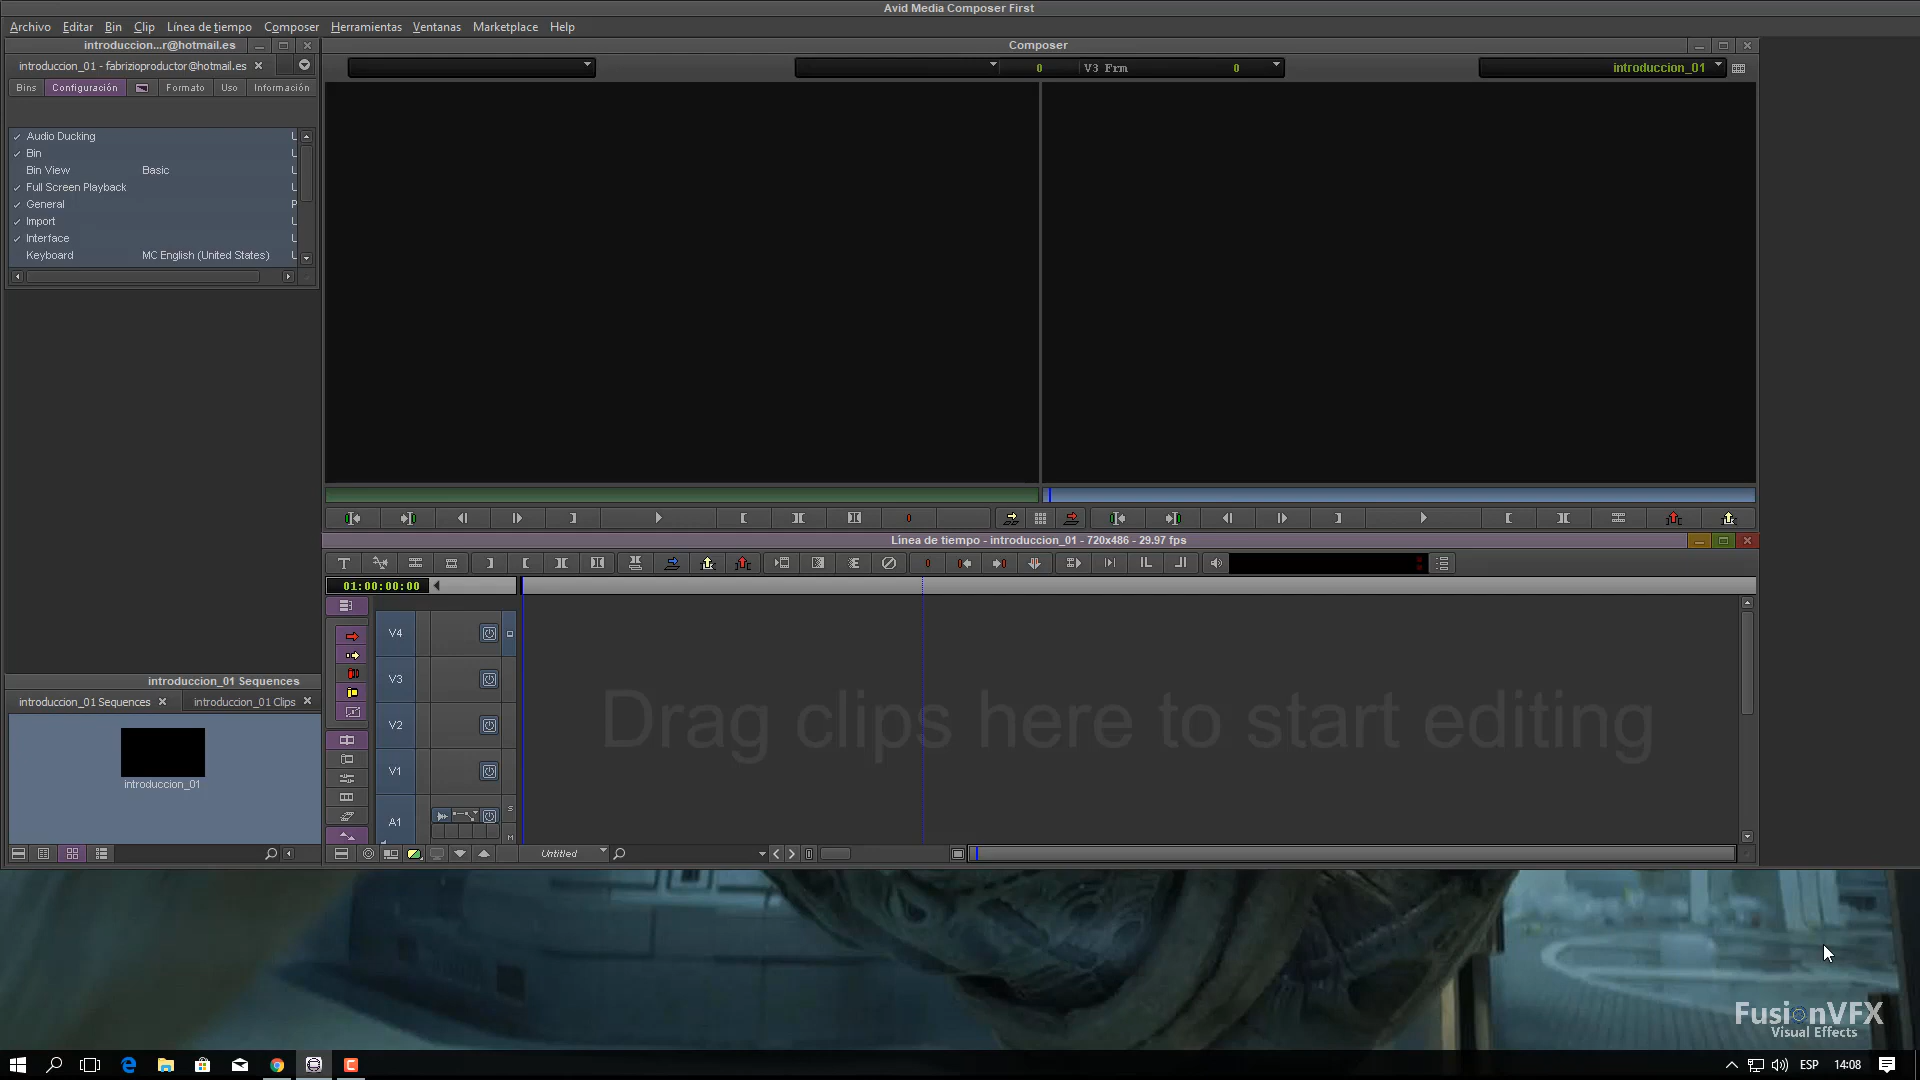 Avid Media Composer First
Archivo Editar Bin Clip Línea de tiempo Composer Herramientas Ventanas Marketplace Help
introduccion...r@hotmail.es
Composer
introduccion_01 - fabrizioproductor@hotmail.es
0 V3 Frm 0
introduccion_01
Bins Configuración Formato Uso Información
Audio Ducking
Bin
Bin View Basic
Full Screen Playback
General P
Import
Interface
Keyboard MC English (United States)
Línea de tiempo - introduccion_01 - 720x486 - 29.97 fps
01:00:00:00
V4
V3
V2
V1
A1
S
M
Drag clips here to start editing
introduccion_01 Sequences
introduccion_01 Sequences introduccion_01 Clips
introduccion_01
Untitled
FusionVFX
Visual Effects
ESP 14:08